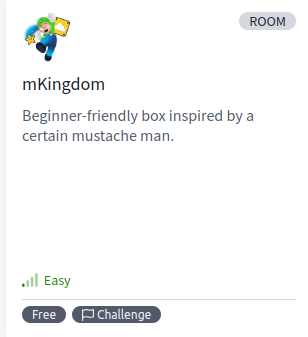 ROOM
mKingdom
Beginner-friendly box inspired by a
certain mustache man.
Easy
Free
Challenge